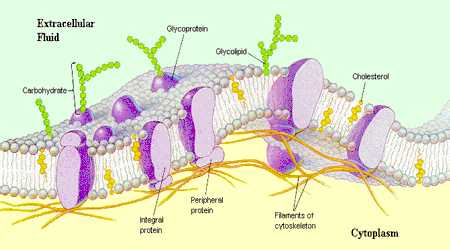 Extracellular
Fluid
Glycoprotein
Glycolipid
Carbohydrate
Cholesterol
Integral
protein
Peripheral
protein
Filaments of
cytoskeleton
Cytoplasm